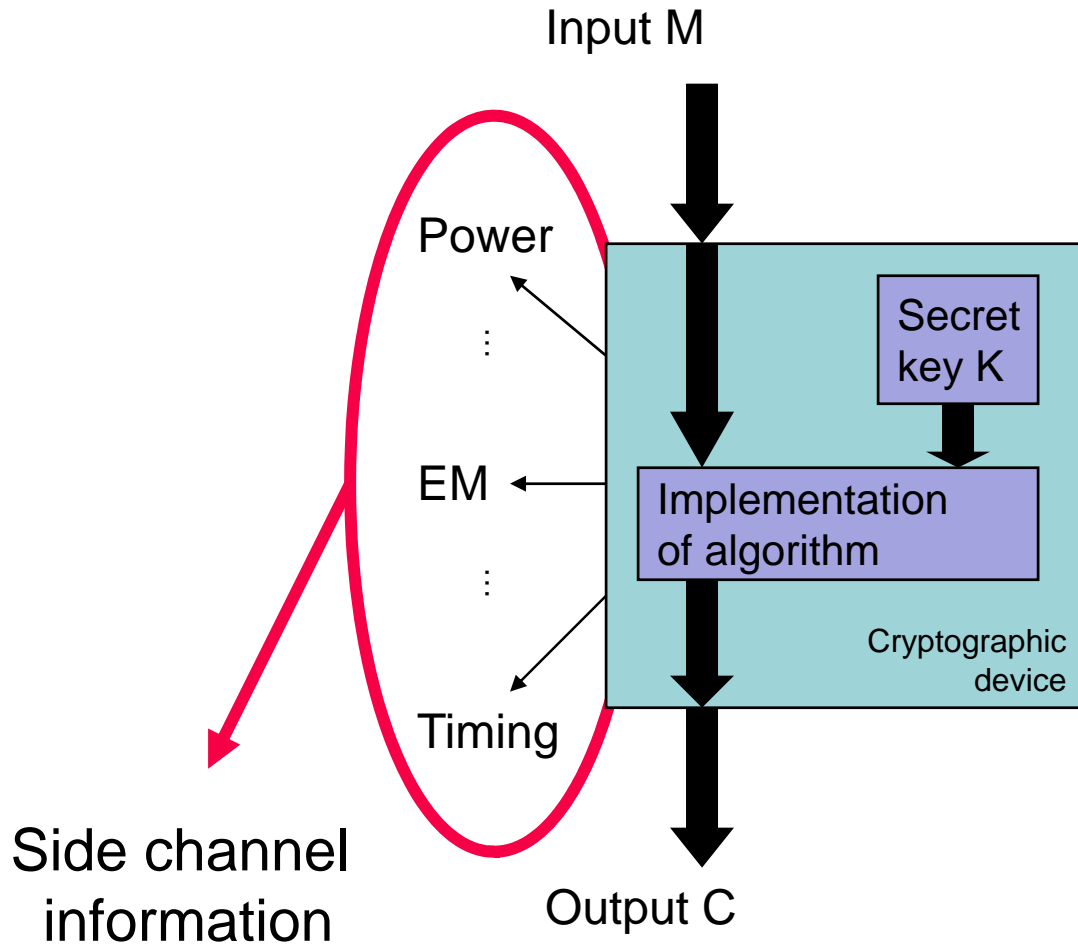 Input M
Power
...
Secret
key K
EM
Implementation
of algorithm
...
Cryptographic
device
Timing
Side channel
information
Output C